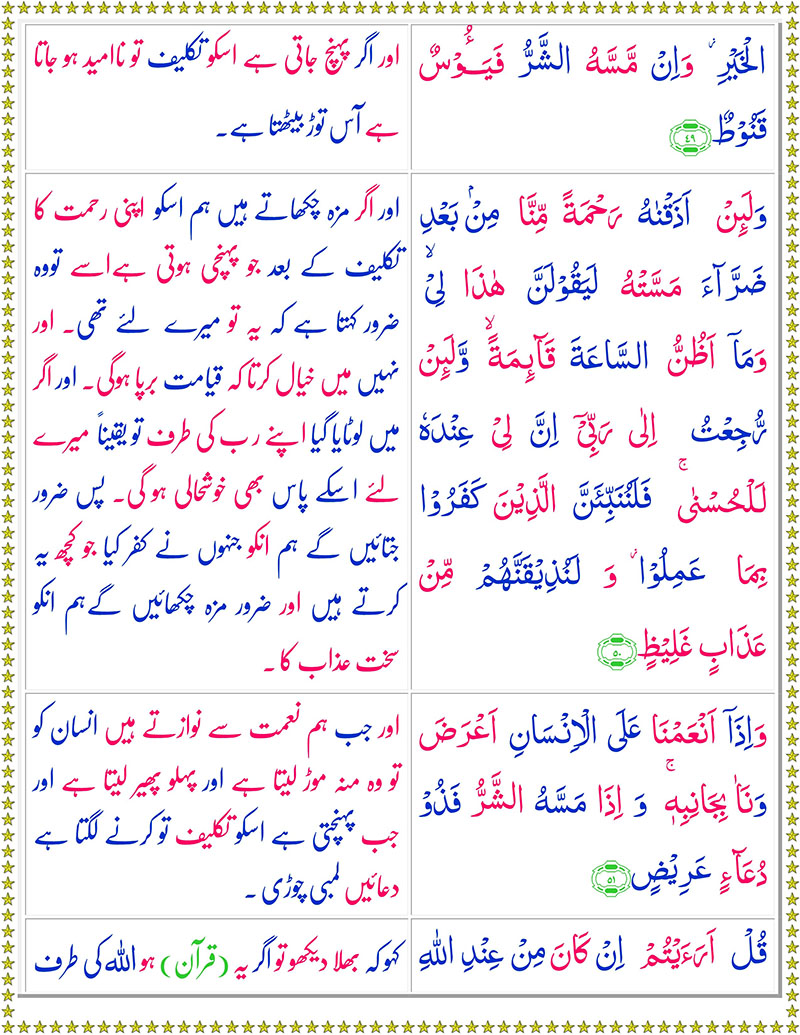 الْخَيْرِ ۫ وَاِنْ مَّسَّهُ الشَّرُّ فَيَـُٔوْسٌ
قَنُوْطٌ ﴿٤٩﴾
اور اگر پہنچ جاتی ہے اسکو تکلیف تو ناامید ہو جاتا
ہے آس توڑ بیٹھتا ہے۔
وَلَئِنْ اَذَقْنٰهُ رَحْمَةً مِّنَّا مِنْۢ بَعْدِ
ضَرَّآءَ مَسَّتْهُ لَيَقُوْلَنَّ هٰذَا لِيْ ۙ
وَمَآ اَظُنُّ السَّاعَةَ قَآئِمَةً ۙ وَّلَئِنْ
رُّجِعْتُ اِلٰى رَبِّيْٓ اِنَّ لِيْ عِنْدَهٗ
لَلْحُسْنٰى ۚ فَلَنُنَبِّئَنَّ الَّذِيْنَ كَفَرُوْا
بِمَا عَمِلُوْا ۫ وَ لَنُذِيْقَنَّهُمْ مِّنْ
عَذَابٍ غَلِيْظٍ ﴿٥٠﴾
اور اگر مزہ چکھاتے ہیں ہم اسکو اپنی رحمت کا
تکلیف کے بعد جو پہنچی ہوتی ہے اسے تو وہ
ضرور کہتا ہے کہ یہ تو میرے لئے تھی۔ اور
نہیں میں خیال کرتا کہ قیامت برپا ہوگی۔ اور اگر
میں لوٹایا گیا اپنے رب کی طرف تو یقیناً میرے
لئے اسکے پاس بھی خوشحالی ہو گی۔ پس ضرور
جتائیں گے ہم انکو جنہوں نے کفر کیا جو کچھ یہ
کرتے ہیں اور ضرور مزہ چکھائیں گے ہم انکو
سخت عذاب کا۔
وَاِذَآ اَنْعَمْنَا عَلَى الْاِنْسَانِ اَعْرَضَ
وَنَاٰ بِجَانِبِهٖ ۚ وَ اِذَا مَسَّهُ الشَّرُّ فَذُوْ
دُعَآءٍ عَرِيْضٍ ﴿٥١﴾
اور جب ہم نعمت سے نوازتے ہیں انسان کو
تو وہ منہ موڑ لیتا ہے اور پہلو پھیر لیتا ہے اور
جب پہنچتی ہے اسکو تکلیف تو کرنے لگتا ہے
دعائیں لمبی چوڑی۔
قُلْ اَرَءَيْتُمْ اِنْ كَانَ مِنْ عِنْدِ اللّٰهِ
کہو کہ بھلا دیکھو تو اگر یہ (قرآن) ہو اللہ کی طرف